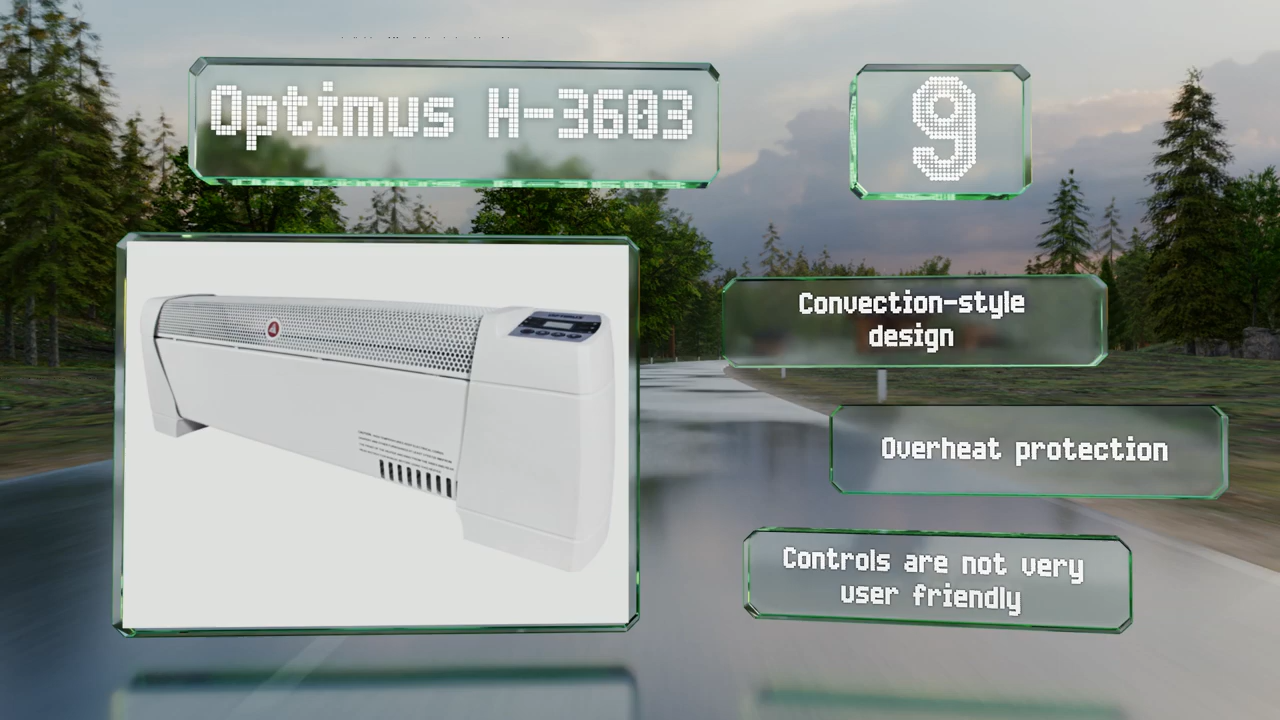 Optimus H-3603
9
Convection-style
design
Overheat protection
Controls are not very
user friendly